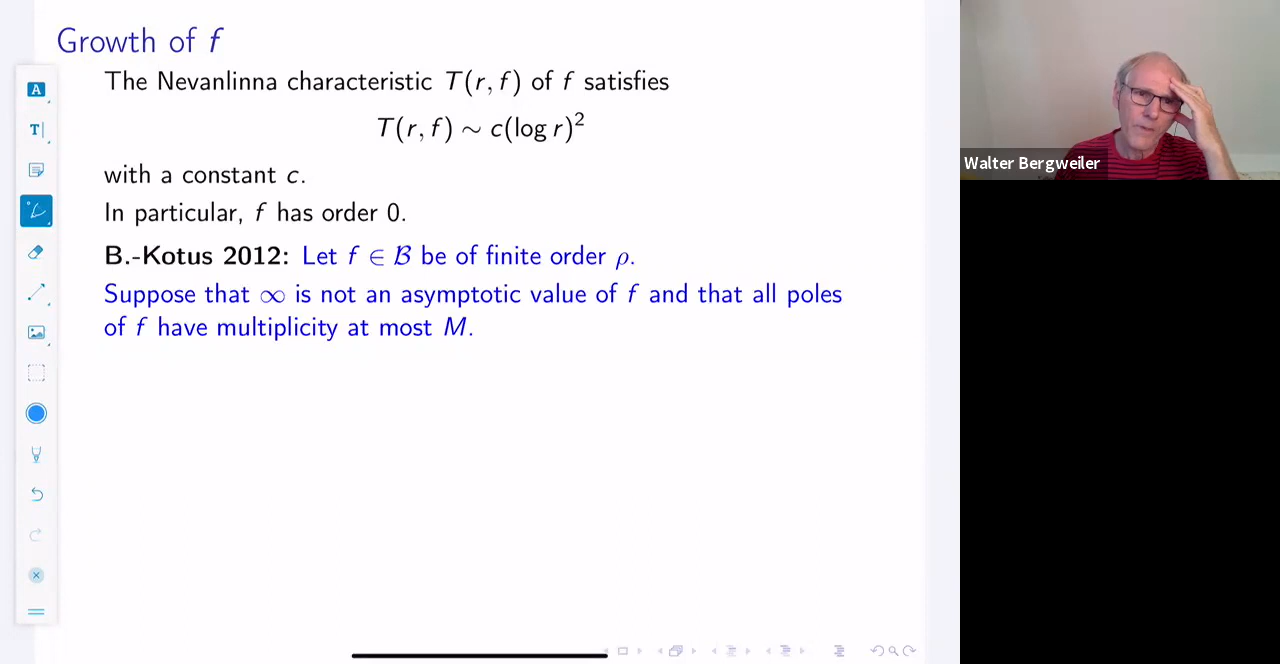 Growth of f
The Nevanlinna characteristic T(r, f) of f satisfies
T(r, f) ∼ c(log r)²
with a constant c.
In particular, f has order 0.
B.-Kotus 2012: Let f ∈ ℬ be of finite order ρ.
Suppose that ∞ is not an asymptotic value of f and that all poles
of f have multiplicity at most M.
A
T
Walter Bergweiler